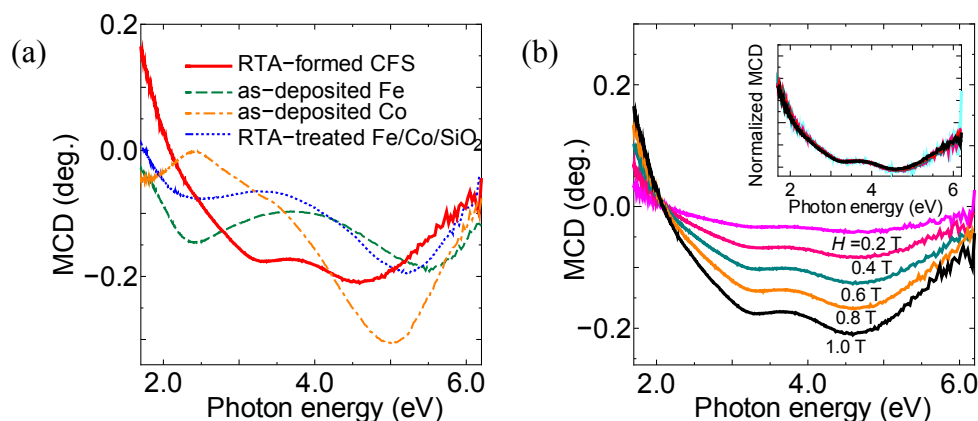 (a)
0.2
0.0
−0.2
MCD (deg.)
RTA−formed CFS
as−deposited Fe
as−deposited Co
RTA−treated Fe/Co/SiO2
2.0 4.0 6.0
Photon energy (eV)
(b)
0.2
0.0
−0.2
MCD (deg.)
Normalized MCD
2 4 6
Photon energy (eV)
H =0.2 T
0.4 T
0.6 T
0.8 T
1.0 T
2.0 4.0 6.0
Photon energy (eV)